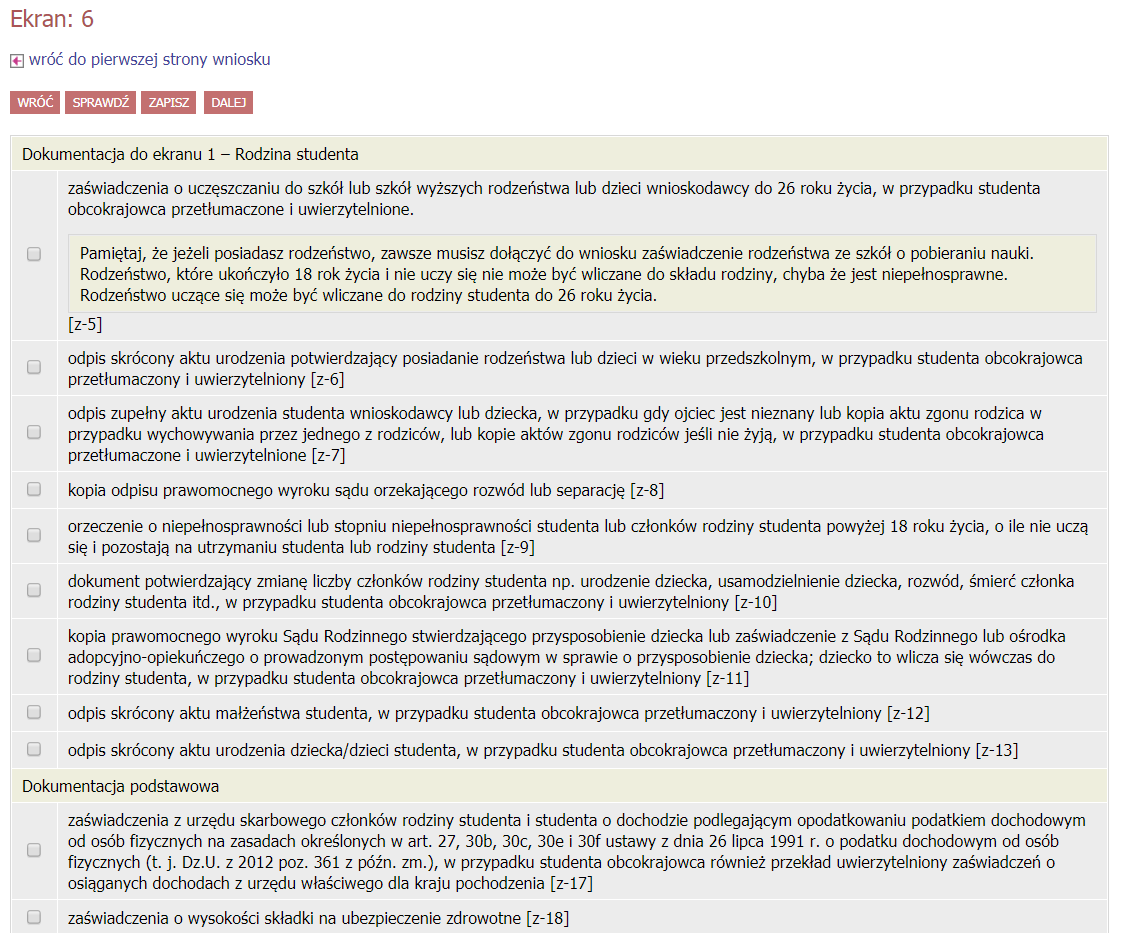 Ekran: 6
wróć do pierwszej strony wniosku
WRÓĆ SPRAWDŹ ZAPISZ DALEJ
Dokumentacja do ekranu 1 – Rodzina studenta
zaświadczenia o uczęszczaniu do szkół lub szkół wyższych rodzeństwa lub dzieci wnioskodawcy do 26 roku życia, w przypadku studenta
obcokrajowca przetłumaczone i uwierzytelnione.
Pamiętaj, że jeżeli posiadasz rodzeństwo, zawsze musisz dołączyć do wniosku zaświadczenie rodzeństwa ze szkół o pobieraniu nauki.
Rodzeństwo, które ukończyło 18 rok życia i nie uczy się nie może być wliczane do składu rodziny, chyba że jest niepełnosprawne.
Rodzeństwo uczące się może być wliczane do rodziny studenta do 26 roku życia.
[z-5]
odpis skrócony aktu urodzenia potwierdzający posiadanie rodzeństwa lub dzieci w wieku przedszkolnym, w przypadku studenta obcokrajowca
przetłumaczony i uwierzytelniony [z-6]
odpis zupełny aktu urodzenia studenta wnioskodawcy lub dziecka, w przypadku gdy ojciec jest nieznany lub kopia aktu zgonu rodzica w
przypadku wychowywania przez jednego z rodziców, lub kopie aktów zgonu rodziców jeśli nie żyją, w przypadku studenta obcokrajowca
przetłumaczone i uwierzytelnione [z-7]
kopia odpisu prawomocnego wyroku sądu orzekającego rozwód lub separację [z-8]
orzeczenie o niepełnosprawności lub stopniu niepełnosprawności studenta lub członków rodziny studenta powyżej 18 roku życia, o ile nie uczą
się i pozostają na utrzymaniu studenta lub rodziny studenta [z-9]
dokument potwierdzający zmianę liczby członków rodziny studenta np. urodzenie dziecka, usamodzielnienie dziecka, rozwód, śmierć członka
rodziny studenta itd., w przypadku studenta obcokrajowca przetłumaczony i uwierzytelniony [z-10]
kopia prawomocnego wyroku Sądu Rodzinnego stwierdzającego przysposobienie dziecka lub zaświadczenie z Sądu Rodzinnego lub ośrodka
adopcyjno-opiekuńczego o prowadzonym postępowaniu sądowym w sprawie o przysposobienie dziecka; dziecko to wlicza się wówczas do
rodziny studenta, w przypadku studenta obcokrajowca przetłumaczony i uwierzytelniony [z-11]
odpis skrócony aktu małżeństwa studenta, w przypadku studenta obcokrajowca przetłumaczony i uwierzytelniony [z-12]
odpis skrócony aktu urodzenia dziecka/dzieci studenta, w przypadku studenta obcokrajowca przetłumaczony i uwierzytelniony [z-13]
Dokumentacja podstawowa
zaświadczenia z urzędu skarbowego członków rodziny studenta i studenta o dochodzie podlegającym opodatkowaniu podatkiem dochodowym
od osób fizycznych na zasadach określonych w art. 27, 30b, 30c, 30e i 30f ustawy z dnia 26 lipca 1991 r. o podatku dochodowym od osób
fizycznych (t. j. Dz.U. z 2012 poz. 361 z późn. zm.), w przypadku studenta obcokrajowca również przekład uwierzytelniony zaświadczeń o
osiąganych dochodach z urzędu właściwego dla kraju pochodzenia [z-17]
zaświadczenia o wysokości składki na ubezpieczenie zdrowotne [z-18]